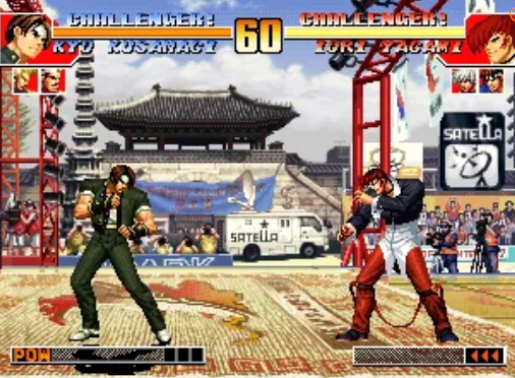 CHALLENGER! CHALLENGER!
60
KYO KUSANAGI IORI YAGAMI
SATELLA
SATELLA
POW